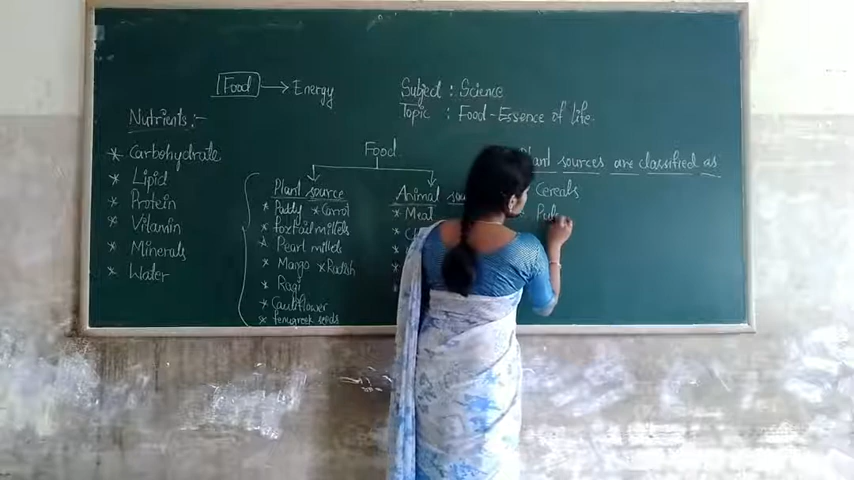 Food → Energy
Subject : Science
Topic : Food-Essence of life.
Nutrients :-
* Carbohydrate
* Lipid
* Protein
* Vitamin
* Minerals
* Water
Food
Plant source
* Paddy * Carrot
* foxtail millets
* Pearl millets
* Mango * Radish
* Ragi
* Cauliflower
* fenugreek seeds
Animal
* Meat
Plant sources are classified as
Cereals